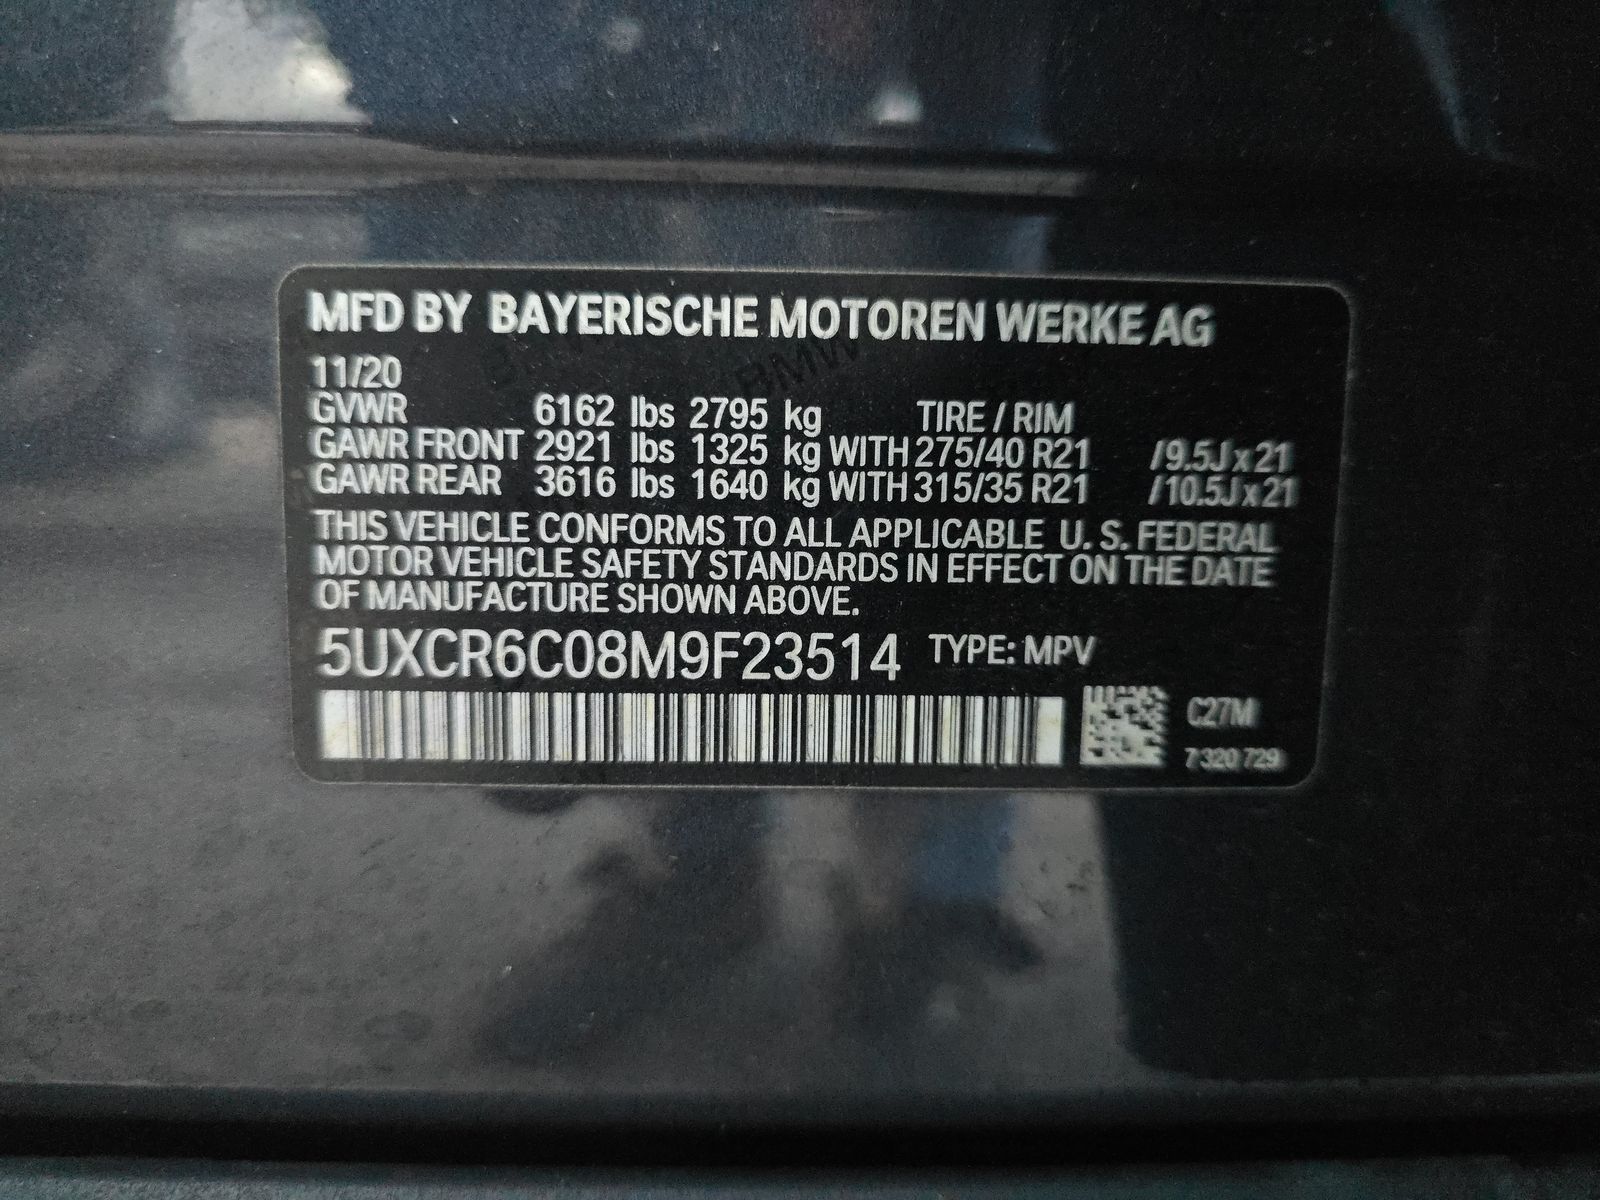 MFD BY BAYERISCHE MOTOREN WERKE AG
11/20
GVWR 6162 lbs 2795 kg TIRE / RIM
GAWR FRONT 2921 lbs 1325 kg WITH 275/40 R21 /9.5J x 21
GAWR REAR 3616 lbs 1640 kg WITH 315/35 R21 /10.5J x 21
THIS VEHICLE CONFORMS TO ALL APPLICABLE U. S. FEDERAL
MOTOR VEHICLE SAFETY STANDARDS IN EFFECT ON THE DATE
OF MANUFACTURE SHOWN ABOVE.
5UXCR6C08M9F23514 TYPE: MPV
C27M
7 320 729
BMW